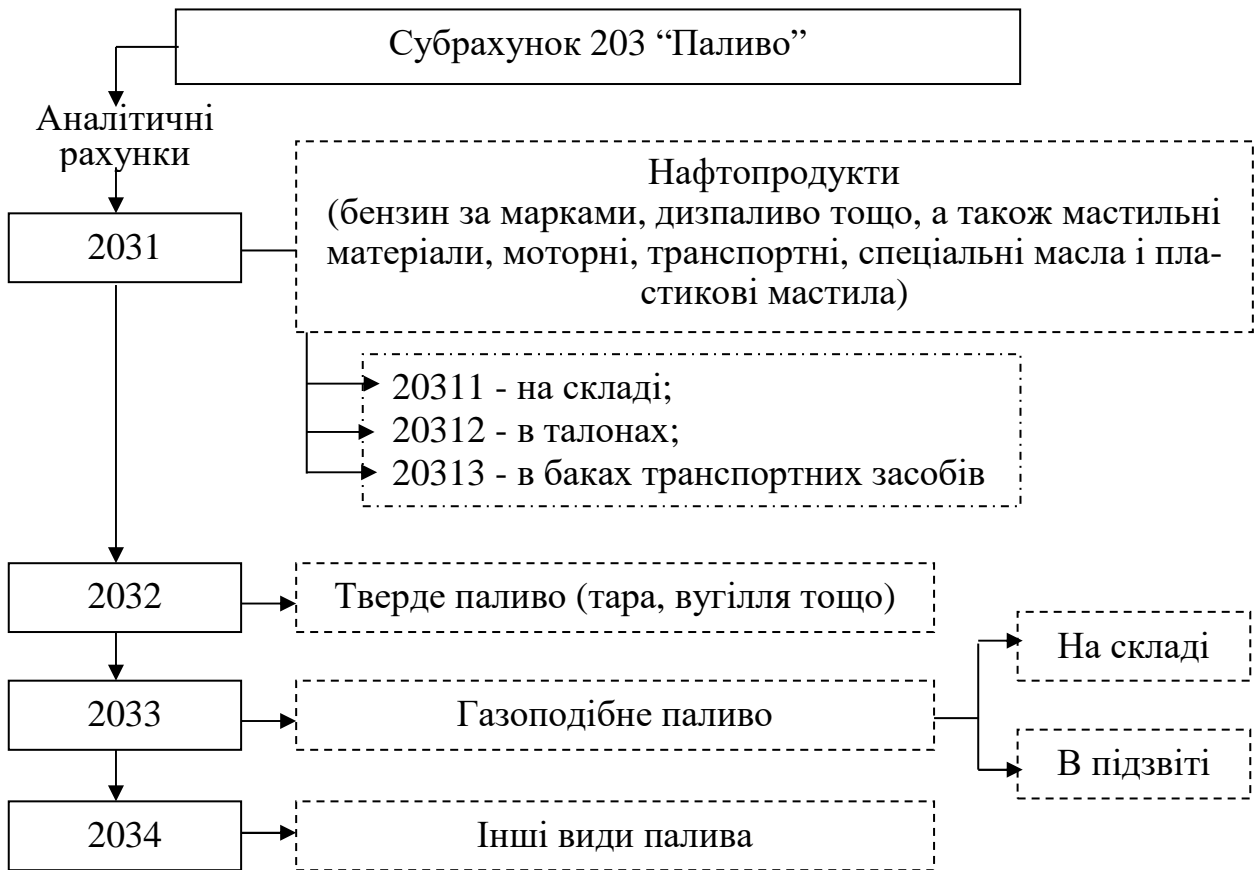 Субрахунок 203 “Паливо”
Аналітичні
рахунки
Нафтопродукти
(бензин за марками, дизпаливо тощо, а також мастильні
матеріали, моторні, транспортні, спеціальні масла і пла-
стикові мастила)
2031
20311 - на складі;
20312 - в талонах;
20313 - в баках транспортних засобів
2032
Тверде паливо (тара, вугілля тощо)
На складі
2033
Газоподібне паливо
В підзвіті
2034
Інші види палива